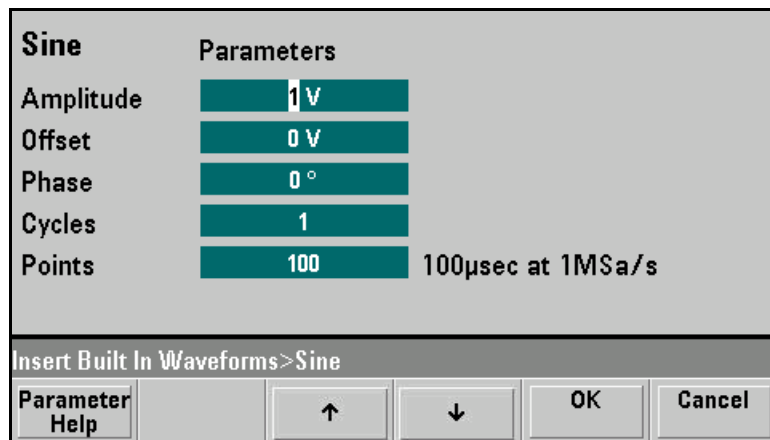 Sine Parameters
Amplitude 1 V
Offset 0 V
Phase 0 °
Cycles 1
Points 100 100µsec at 1MSa/s
Insert Built In Waveforms>Sine
Parameter Help ↑ ↓ OK Cancel